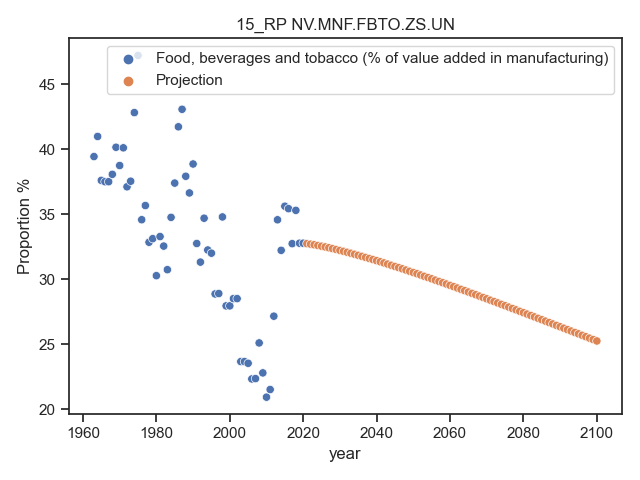 15_RP NV.MNF.FBTO.ZS.UN
Food, beverages and tobacco (% of value added in manufacturing)
Projection
45
40
35
30
25
20
Proportion %
1960
1980
2000
2020
2040
2060
2080
2100
year